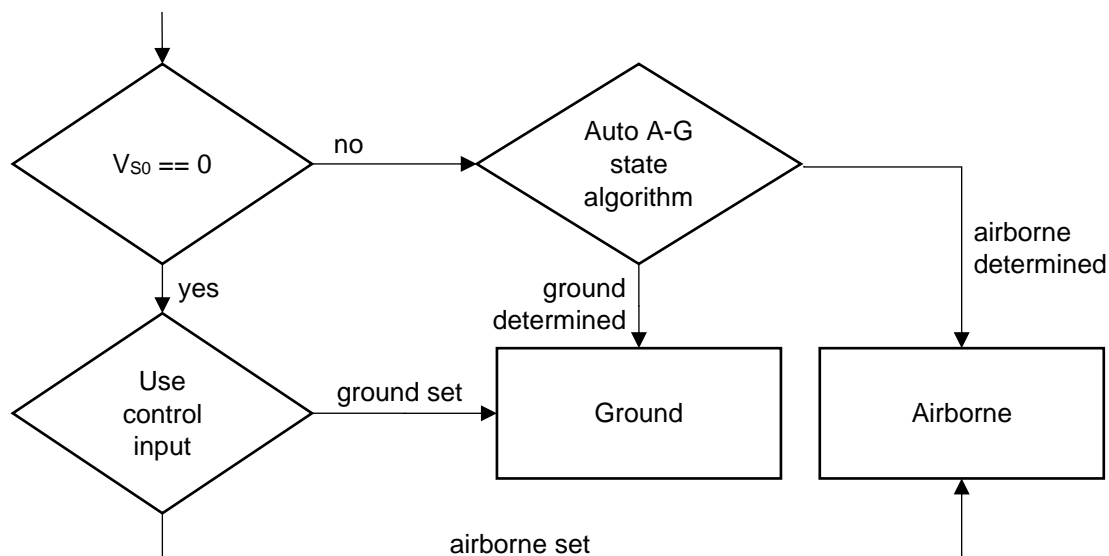 V_S0 == 0
no
Auto A-G
state
algorithm
airborne
determined
yes
ground
determined
Use
control
input
ground set
Ground
Airborne
airborne set